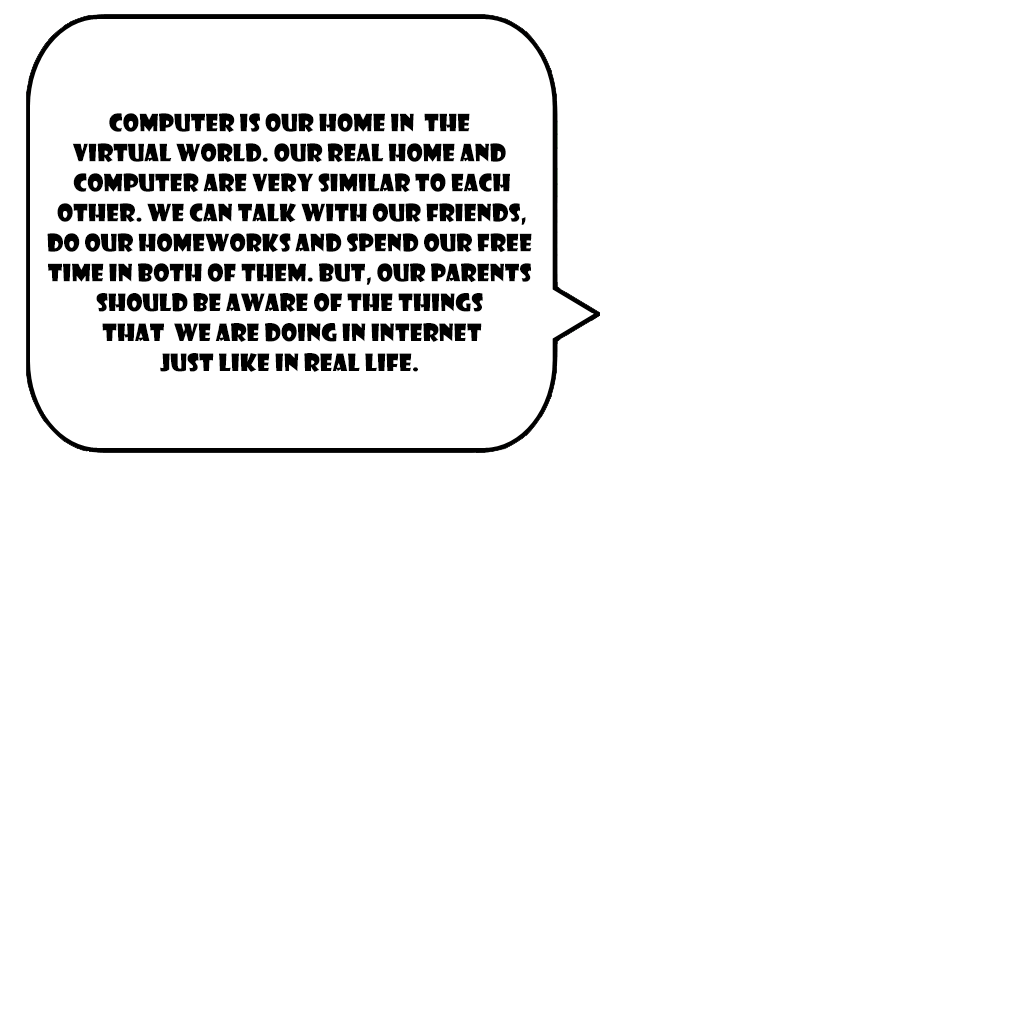 COMPUTER IS OUR HOME IN THE
VIRTUAL WORLD. OUR REAL HOME AND
COMPUTER ARE VERY SIMILAR TO EACH
OTHER. WE CAN TALK WITH OUR FRIENDS,
DO OUR HOMEWORKS AND SPEND OUR FREE
TIME IN BOTH OF THEM. BUT, OUR PARENTS
SHOULD BE AWARE OF THE THINGS
THAT WE ARE DOING IN INTERNET
JUST LIKE IN REAL LIFE.